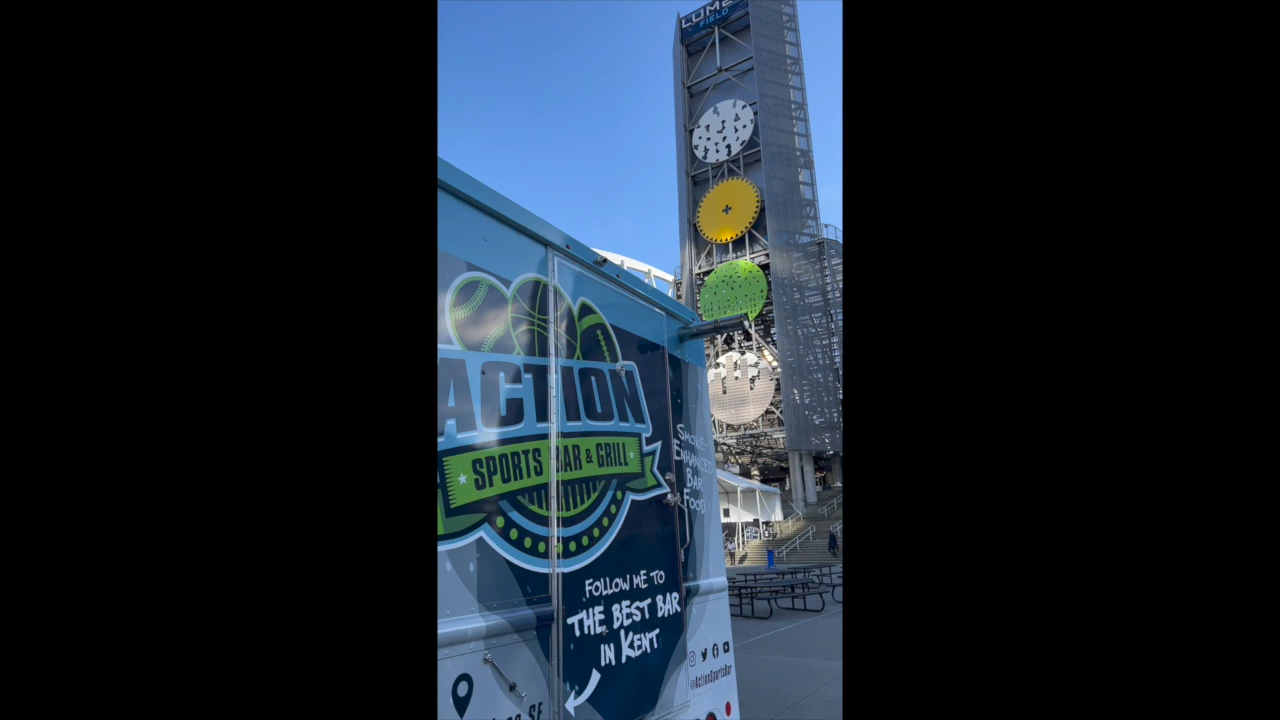 LUMEN
FIELD
ACTION
SPORTS BAR & GRILL
SMOKE-
ENHANCED
BAR
FOOD
FOLLOW ME TO
THE BEST BAR
IN KENT
@ActionSportsBar
SE